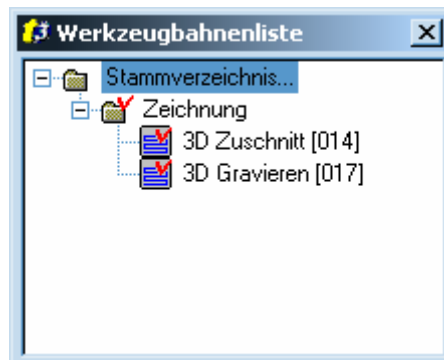 Werkzeugbahnenliste
Stammverzeichnis...
Zeichnung
3D Zuschnitt [014]
3D Gravieren [017]